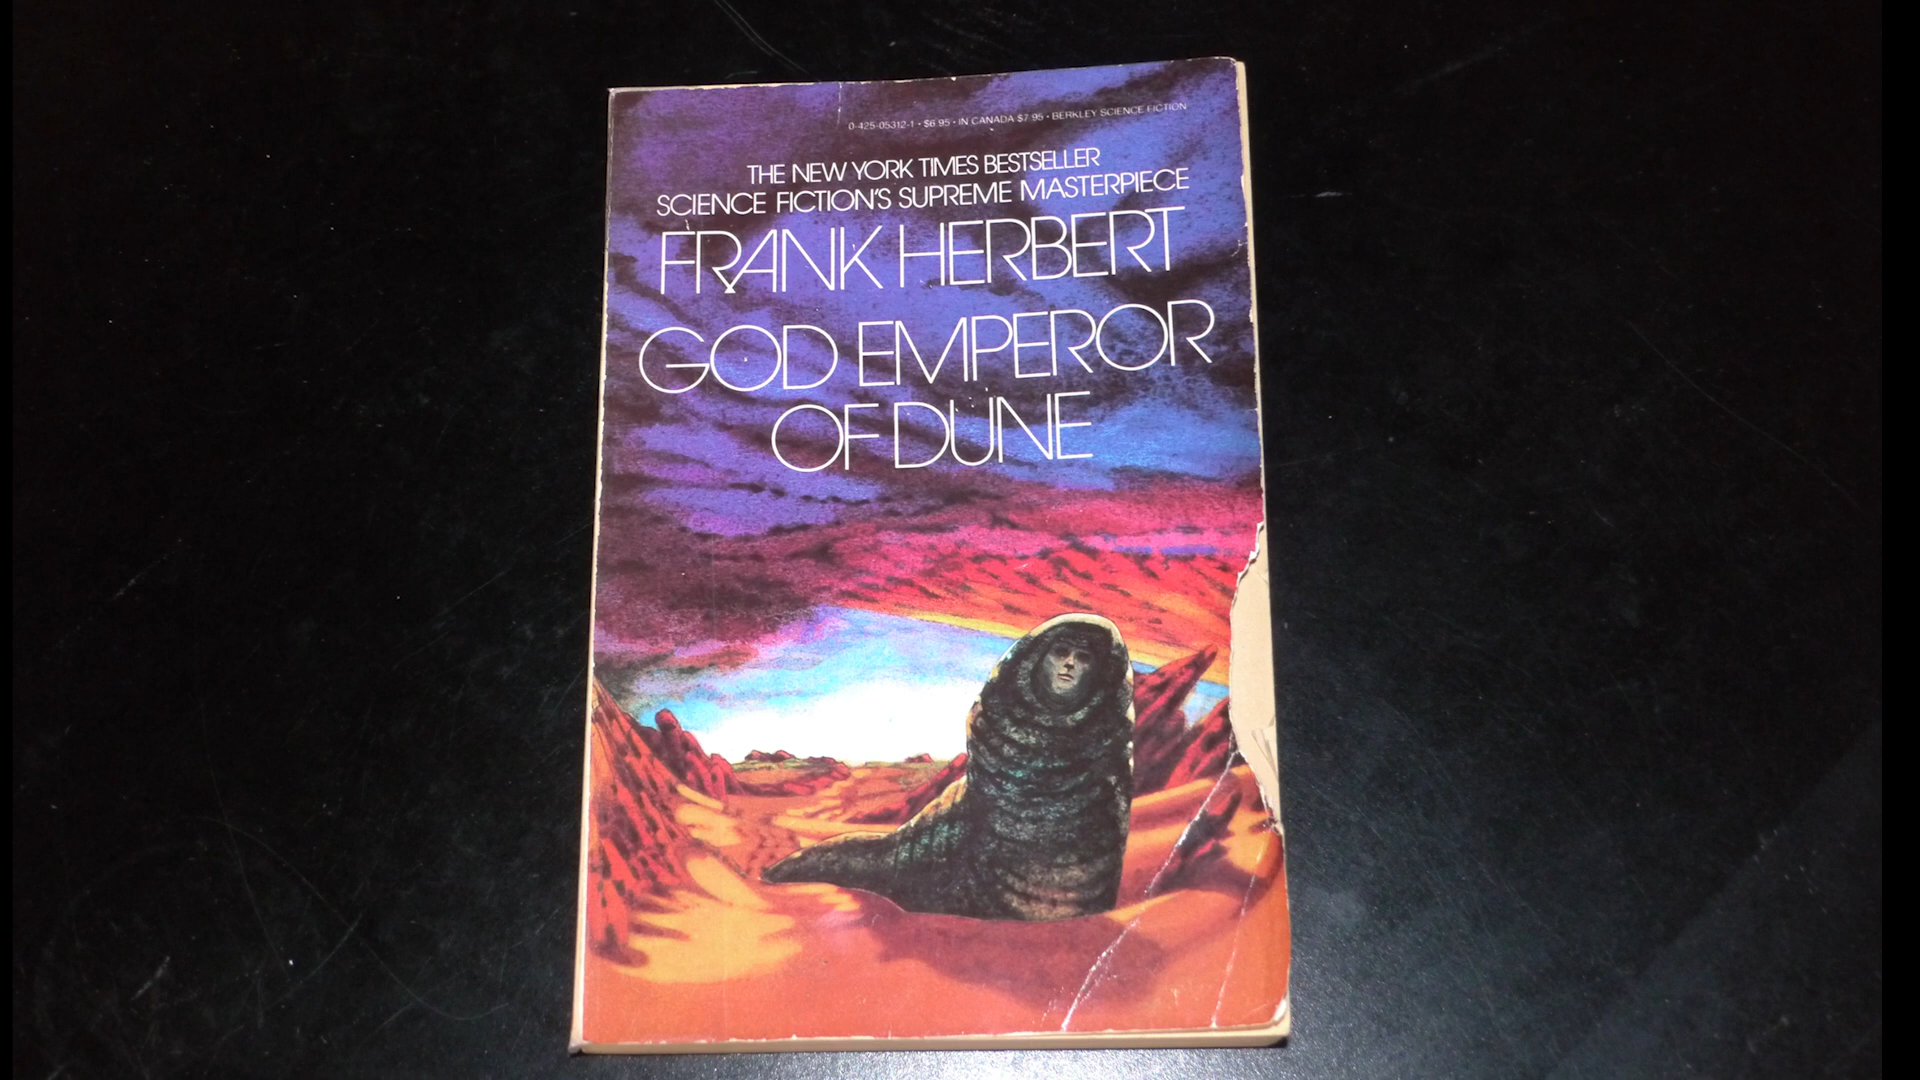 0-425-05312-1 • $6.95 • IN CANADA $7.95 • BERKLEY SCIENCE FICTION
THE NEW YORK TIMES BESTSELLER
SCIENCE FICTION'S SUPREME MASTERPIECE
FRANK HERBERT
GOD EMPEROR
OF DUNE